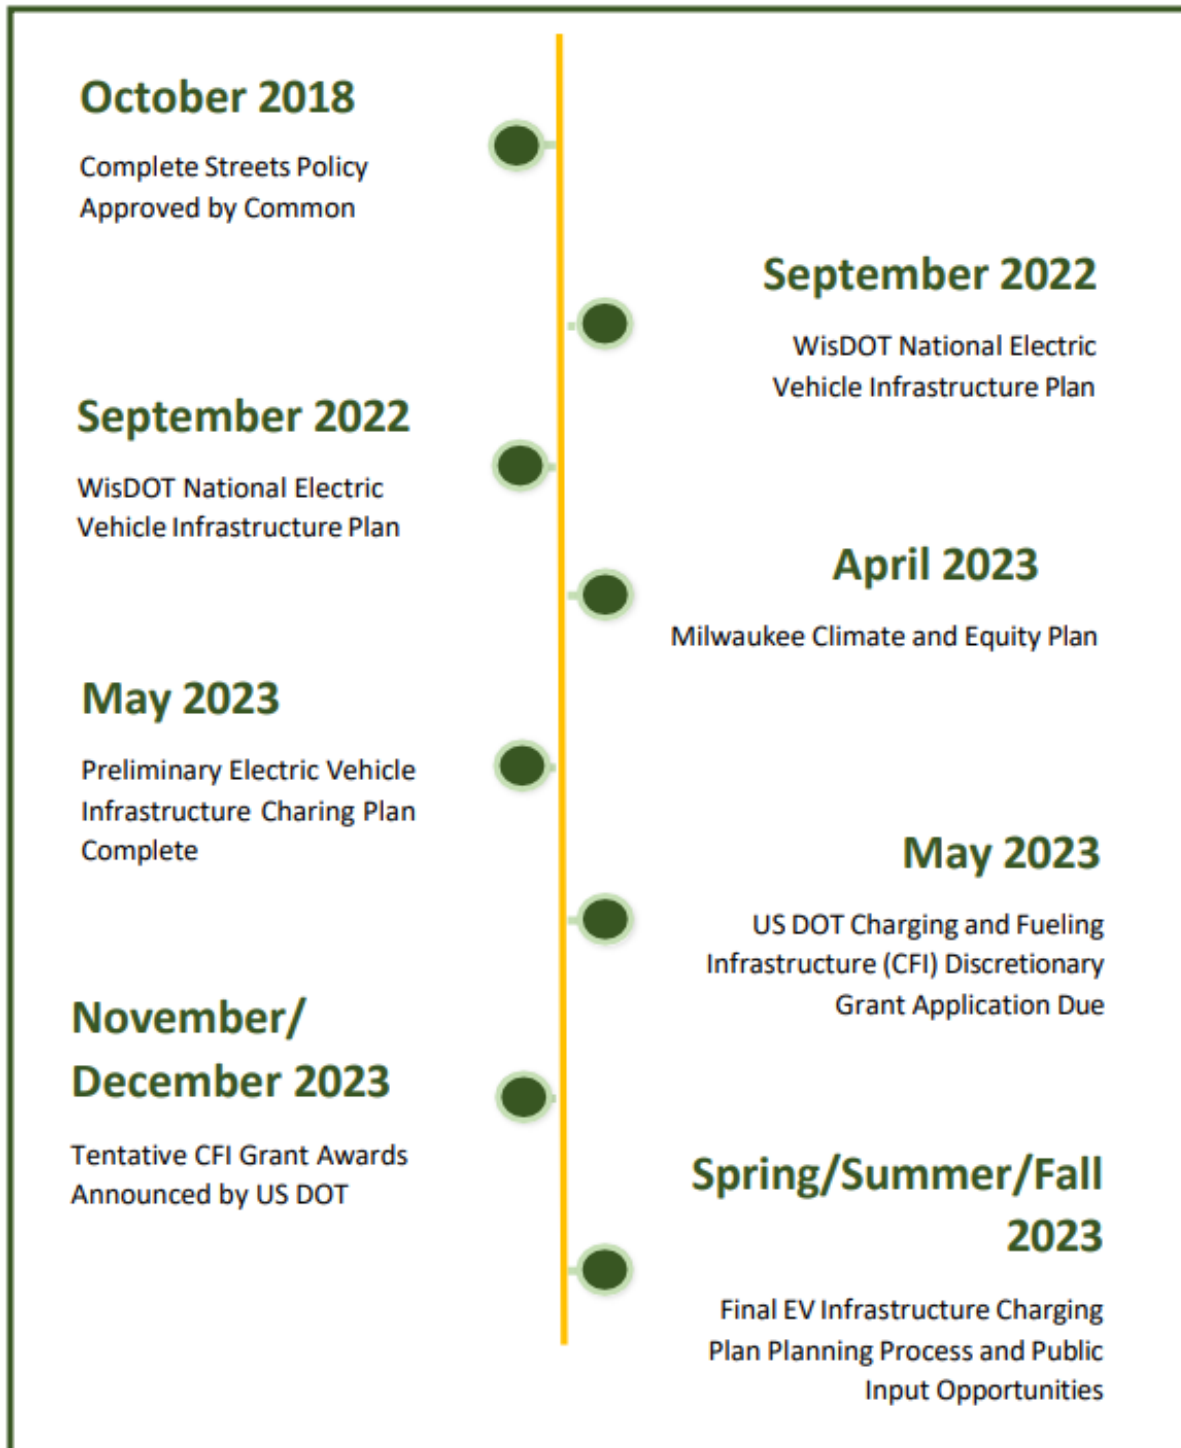 October 2018
Complete Streets Policy
Approved by Common
September 2022
WisDOT National Electric
Vehicle Infrastructure Plan
September 2022
WisDOT National Electric
Vehicle Infrastructure Plan
April 2023
Milwaukee Climate and Equity Plan
May 2023
Preliminary Electric Vehicle
Infrastructure Charing Plan
Complete
May 2023
US DOT Charging and Fueling
Infrastructure (CFI) Discretionary
Grant Application Due
November/
December 2023
Tentative CFI Grant Awards
Announced by US DOT
Spring/Summer/Fall
2023
Final EV Infrastructure Charging
Plan Planning Process and Public
Input Opportunities